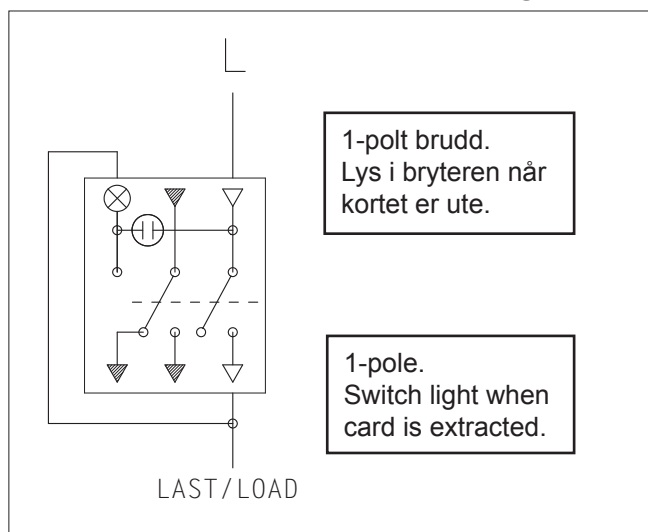 L
1-polt brudd.
Lys i bryteren når
kortet er ute.
1-pole.
Switch light when
card is extracted.
LAST/LOAD